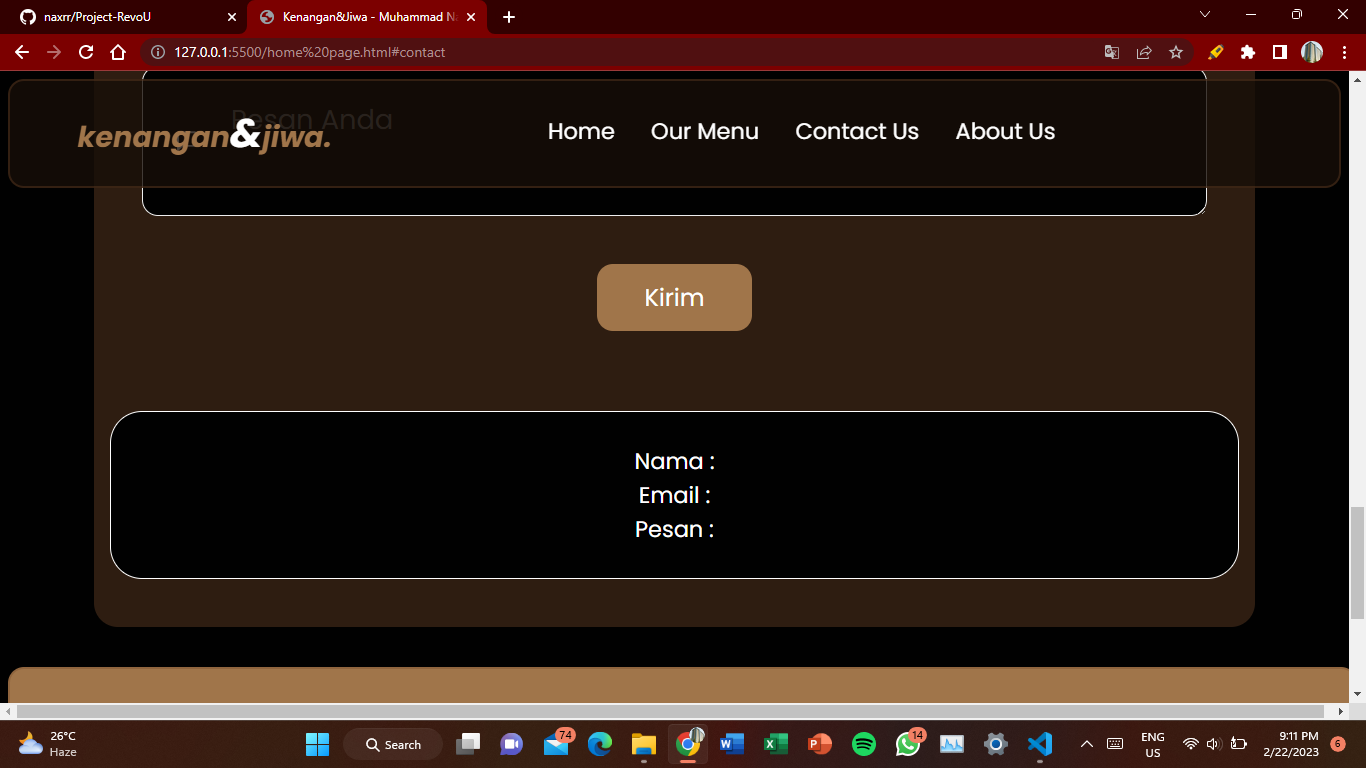 naxrr/Project-RevoU
Kenangan&Jiwa - Muhammad Na
127.0.0.1:5500/home%20page.html#contact
Pesan Anda
kenangan&jiwa.
Home
Our Menu
Contact Us
About Us
Kirim
Nama :
Email :
Pesan :
26°C
Haze
Search
74
14
ENG
US
9:11 PM
2/22/2023
6